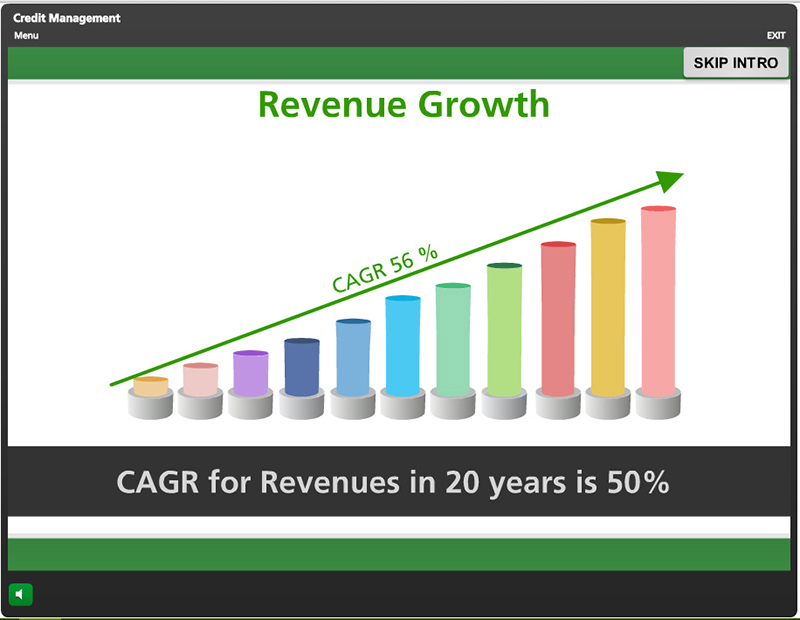 Credit Management
Menu
EXIT
SKIP INTRO
Revenue Growth
CAGR 56 %
CAGR for Revenues in 20 years is 50%